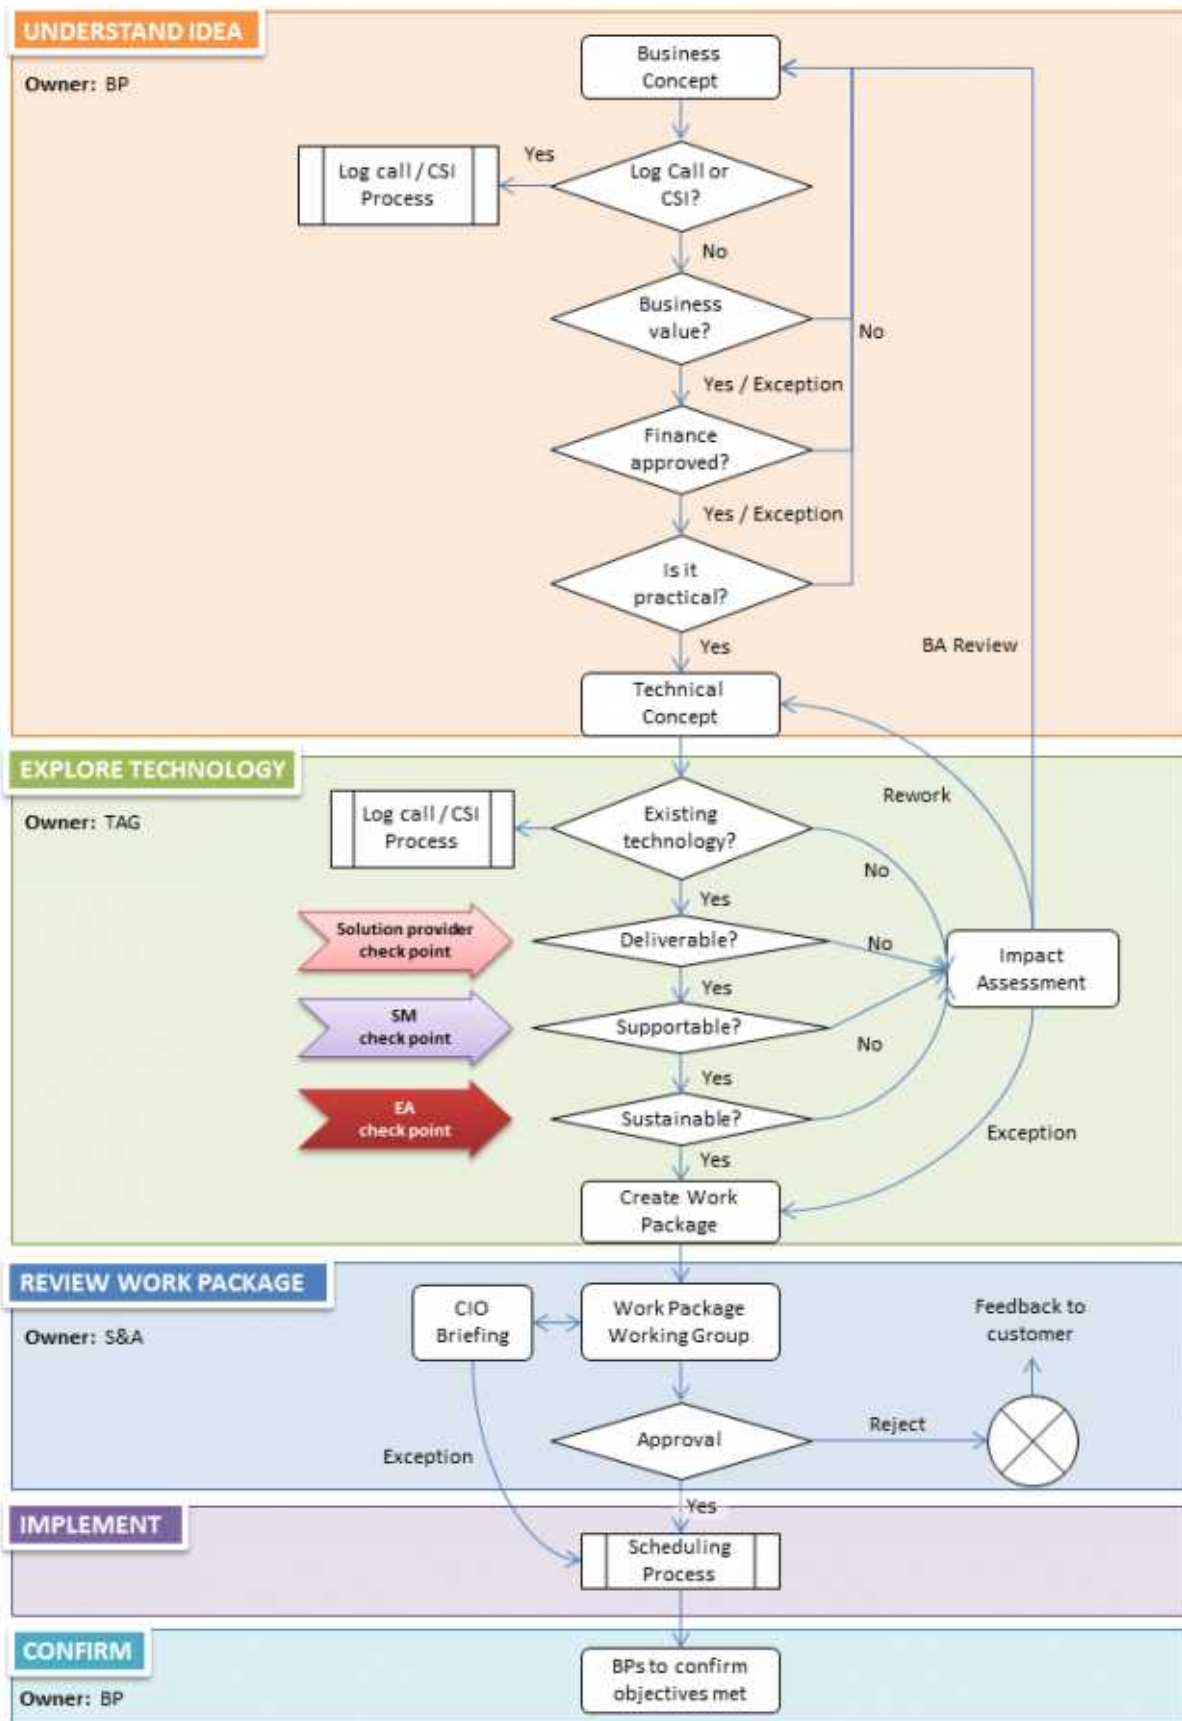 UNDERSTAND IDEA
Owner: BP
Business
Concept
Log call / CSI
Process
Yes
Log Call or
CSI?
No
Business
value?
No
Yes / Exception
Finance
approved?
Yes / Exception
Is it
practical?
Yes
BA Review
Technical
Concept
EXPLORE TECHNOLOGY
Owner: TAG
Log call / CSI
Process
Existing
technology?
Rework
No
Yes
Solution provider
check point
Deliverable?
No
Impact
Assessment
Yes
SM
check point
Supportable?
No
Yes
EA
check point
Sustainable?
Exception
Yes
Create Work
Package
REVIEW WORK PACKAGE
Owner: S&A
CIO
Briefing
Work Package
Working Group
Feedback to
customer
Approval
Reject
Exception
Yes
IMPLEMENT
Scheduling
Process
CONFIRM
Owner: BP
BPs to confirm
objectives met